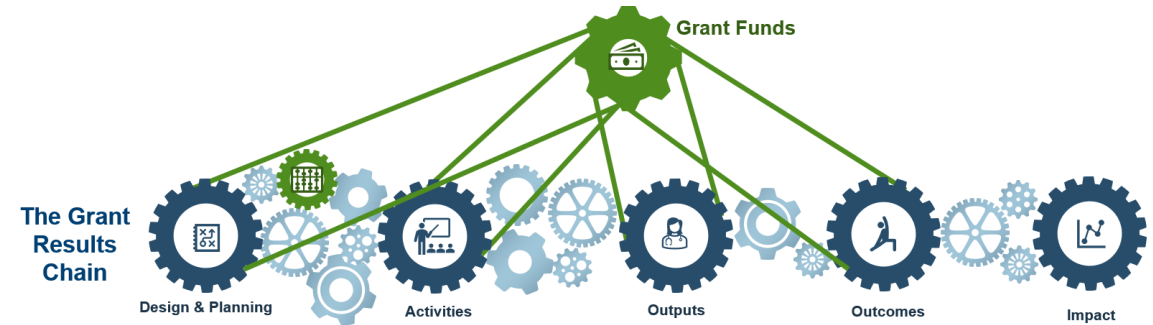 Grant Funds
The Grant
Results
Chain
Design & Planning
Activities
Outputs
Outcomes
Impact